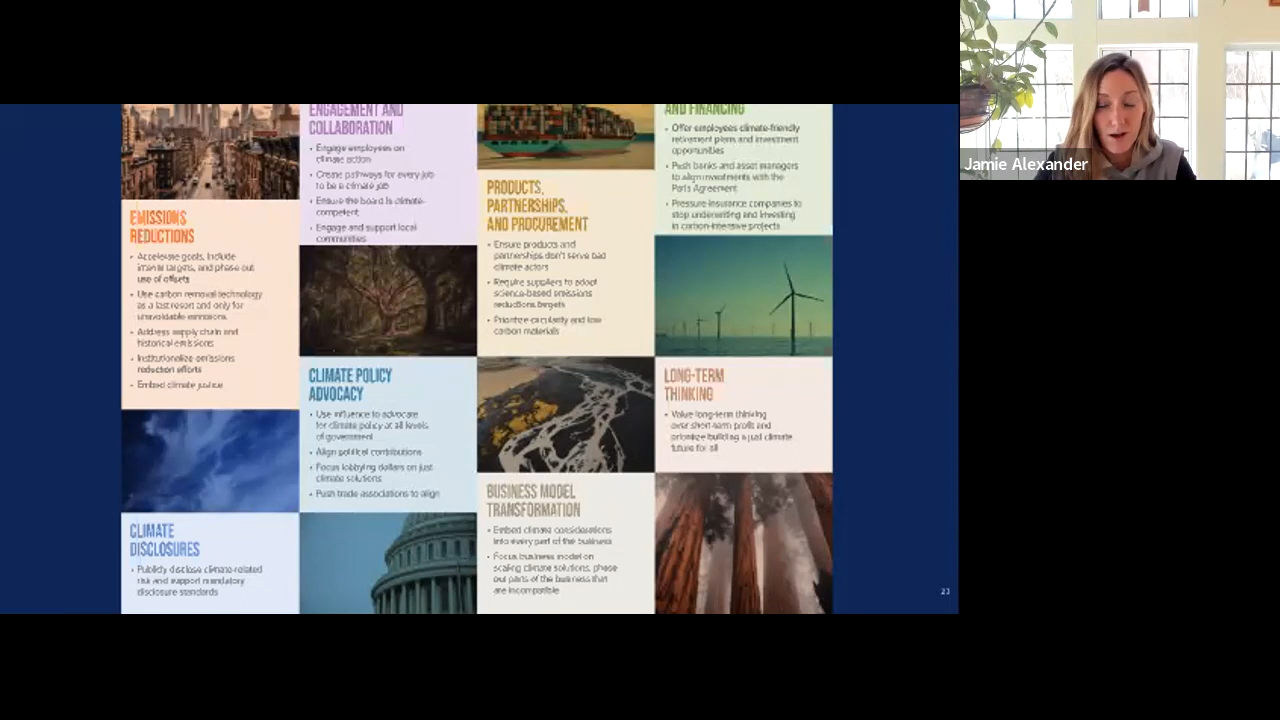 EMISSIONS
REDUCTIONS
• Accelerate goals, include
interim targets, and phase out
use of offsets
• Use carbon removal technology
as a last resort and only for
unavoidable emissions
• Address supply chain and
historical emissions
• Institutionalize emissions
reduction efforts
• Embed climate justice
CLIMATE
DISCLOSURES
• Publicly disclose climate-related
risk and support mandatory
disclosure standards
ENGAGEMENT AND
COLLABORATION
• Engage employees on
climate action
• Create pathways for every job
to be a climate job
• Ensure the board is climate-
competent
• Engage and support local
communities
CLIMATE POLICY
ADVOCACY
• Use influence to advocate
for climate policy at all levels
of government
• Align political contributions
• Focus lobbying dollars on just
climate solutions
• Push trade associations to align
PRODUCTS,
PARTNERSHIPS,
AND PROCUREMENT
• Ensure products and
partnerships don't serve bad
climate actors
• Require suppliers to adopt
science-based emissions
reductions targets
• Prioritize circularity and low
carbon materials
BUSINESS MODEL
TRANSFORMATION
• Embed climate considerations
into every part of the business
• Focus business model on
scaling climate solutions, phase
out parts of the business that
are incompatible
AND FINANCING
• Offer employees climate-friendly
retirement plans and investment
opportunities
• Push banks and asset managers
to align investments with the
Paris Agreement
• Pressure insurance companies to
stop underwriting and investing
in carbon-intensive projects
LONG-TERM
THINKING
• Value long-term thinking
over short-term profit and
prioritize building a just climate
future for all
Jamie Alexander